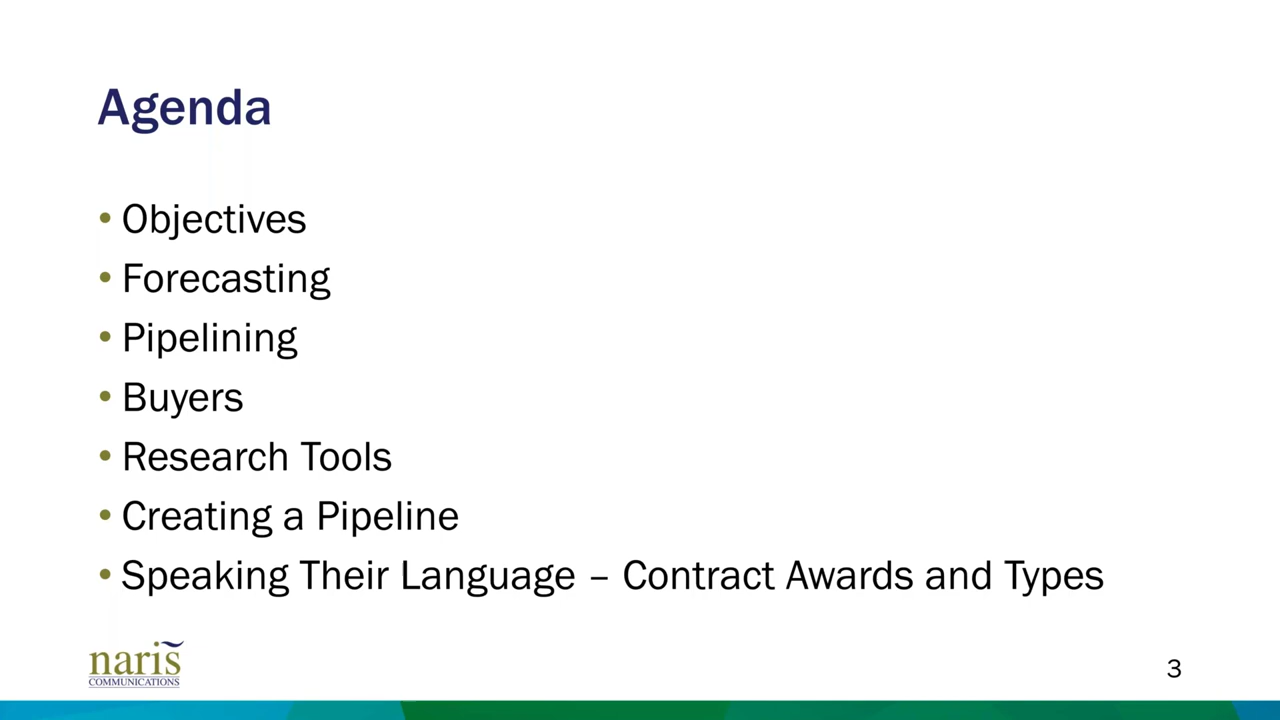 Agenda
• Objectives
• Forecasting
• Pipelining
• Buyers
• Research Tools
• Creating a Pipeline
• Speaking Their Language – Contract Awards and Types
naris
COMMUNICATIONS
3